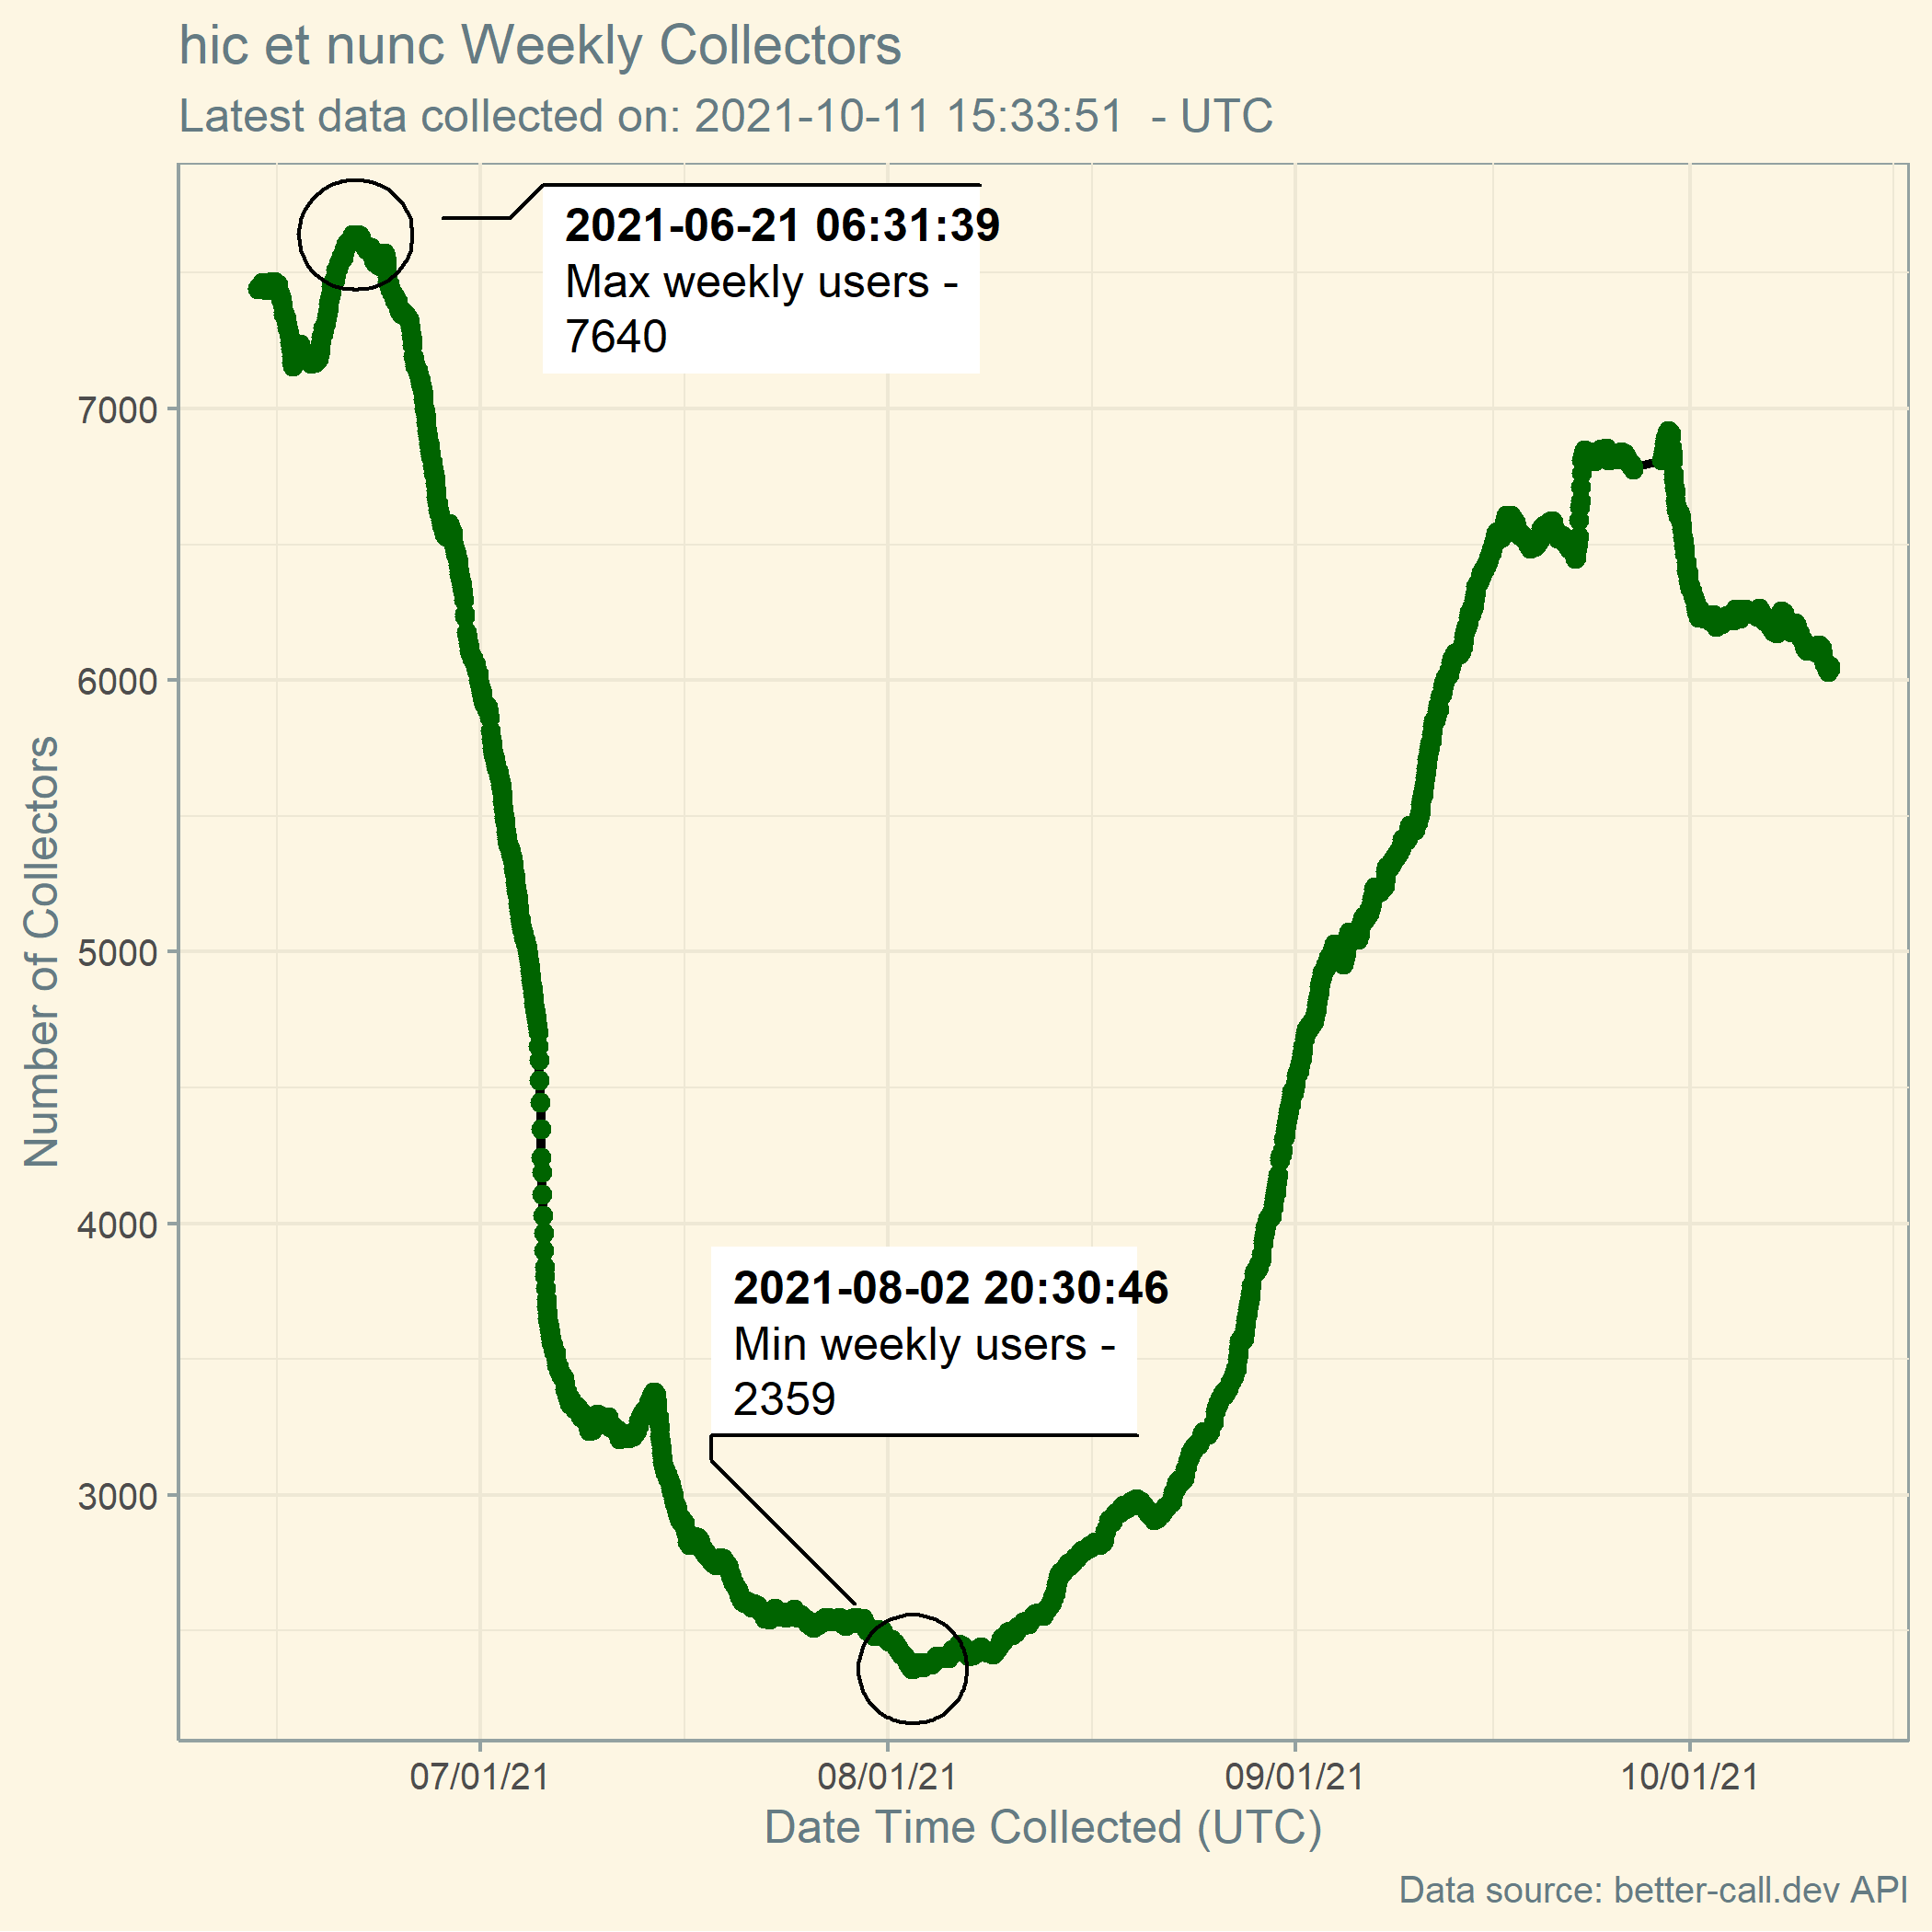 hic et nunc Weekly Collectors
Latest data collected on: 2021-10-11 15:33:51  - UTC
2021-06-21 06:31:39
Max weekly users -
7640
7000
6000
5000
4000
3000
Number of Collectors
2021-08-02 20:30:46
Min weekly users -
2359
07/01/21
08/01/21
09/01/21
10/01/21
Date Time Collected (UTC)
Data source: better-call.dev API